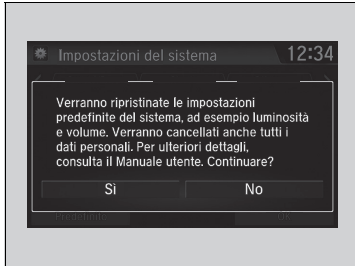 Impostazioni del sistema 12:34
Verranno ripristinate le impostazioni
predefinite del sistema, ad esempio luminosità
e volume. Verranno cancellati anche tutti i
dati personali. Per ulteriori dettagli,
consulta il Manuale utente. Continuare?
Sì No